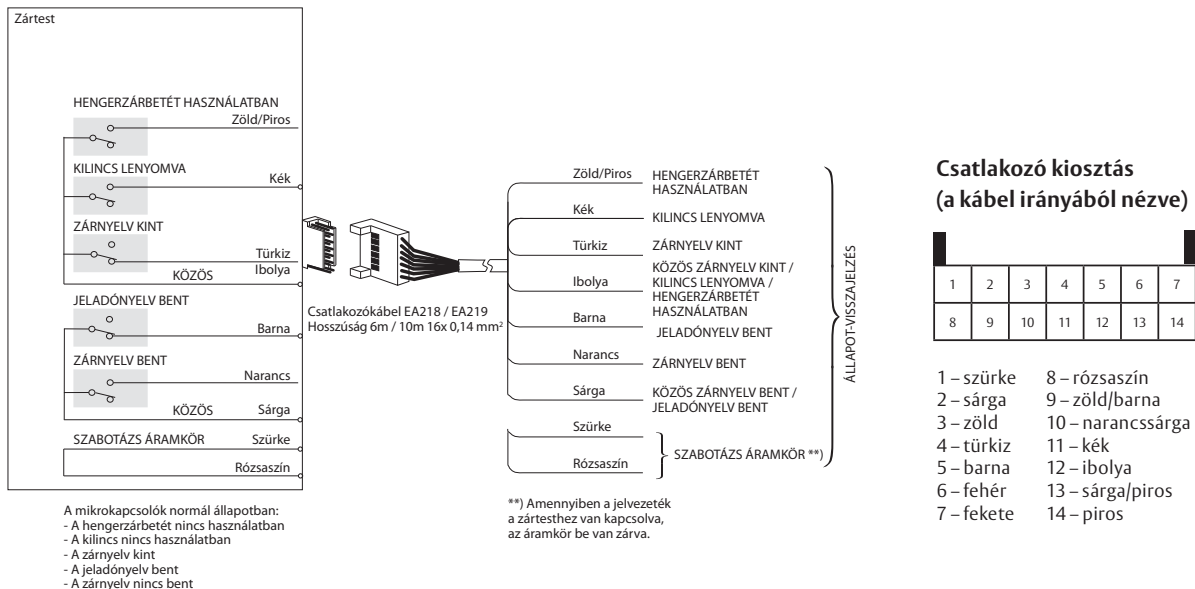 Zártest
HENGERZÁRBETÉT HASZNÁLATBAN
Zöld/Piros
KILINCS LENYOMVA
Kék
ZÁRNYELV KINT
Türkiz
KÖZÖS
Ibolya
JELADÓNYELV BENT
Barna
ZÁRNYELV BENT
Narancs
KÖZÖS
Sárga
SZABOTÁZS ÁRAMKÖR
Szürke
Rózsaszín
A mikrokapcsolók normál állapotban:
- A hengerzárbetét nincs használatban
- A kilincs nincs használatban
- A zárnyelv kint
- A jeladónyelv bent
- A zárnyelv nincs bent
Csatlakozókábel EA218 / EA219
Hosszúság 6m / 10m 16x 0,14 mm²
Zöld/Piros
HENGERZÁRBETÉT
HASZNÁLATBAN
Kék
KILINCS LENYOMVA
Türkiz
ZÁRNYELV KINT
Ibolya
KÖZÖS ZÁRNYELV KINT /
KILINCS LENYOMVA /
HENGERZÁRBETÉT
HASZNÁLATBAN
Barna
JELADÓNYELV BENT
Narancs
ZÁRNYELV BENT
Sárga
KÖZÖS ZÁRNYELV BENT /
JELADÓNYELV BENT
Szürke
SZABOTÁZS ÁRAMKÖR **)
Rózsaszín
ÁLLAPOT-VISSZAJELZÉS
**) Amennyiben a jelvezeték
a zártesthez van kapcsolva,
az áramkör be van zárva.
Csatlakozó kiosztás
(a kábel irányából nézve)
1 2 3 4 5 6 7
8 9 10 11 12 13 14
1 – szürke
2 – sárga
3 – zöld
4 – türkiz
5 – barna
6 – fehér
7 – fekete
8 – rózsaszín
9 – zöld/barna
10 – narancssárga
11 – kék
12 – ibolya
13 – sárga/piros
14 – piros